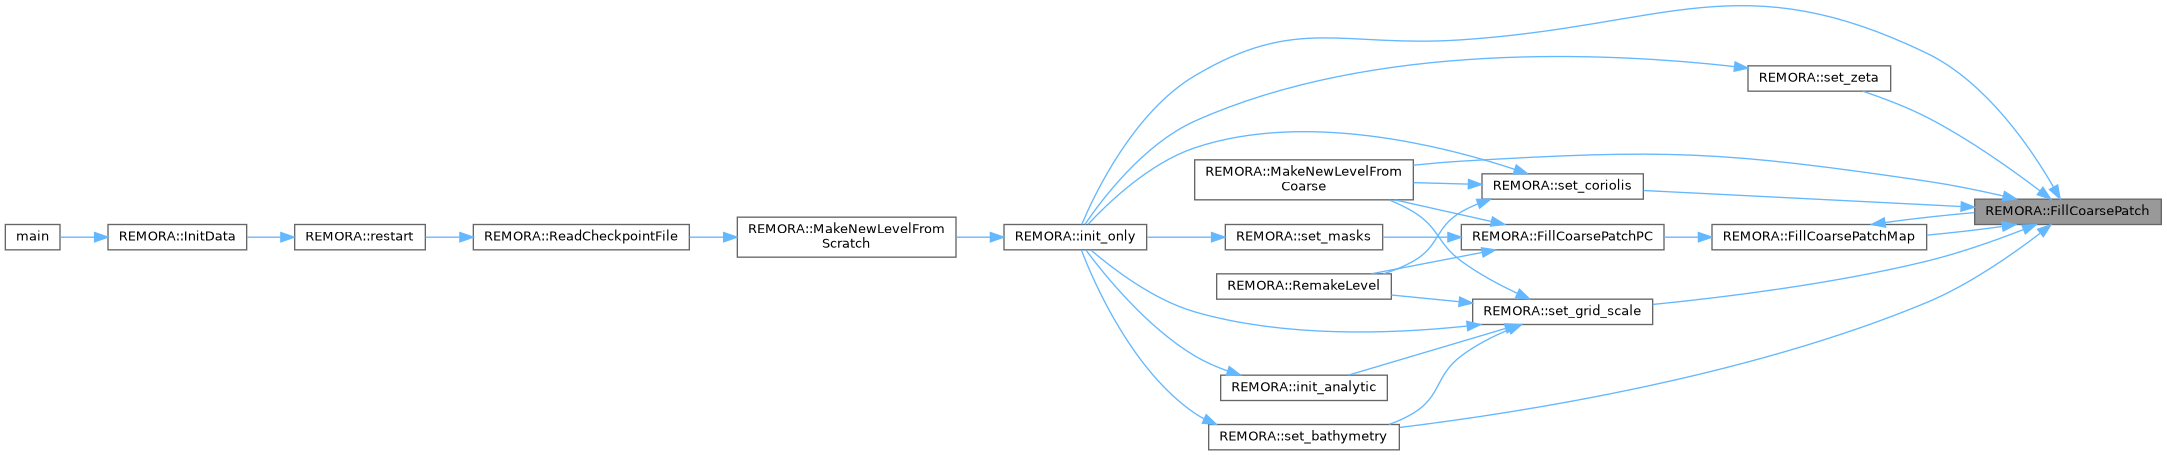 main
REMORA::InitData
REMORA::restart
REMORA::ReadCheckpointFile
REMORA::MakeNewLevelFrom
Scratch
REMORA::init_only
REMORA::MakeNewLevelFrom
Coarse
REMORA::set_masks
REMORA::RemakeLevel
REMORA::init_analytic
REMORA::set_bathymetry
REMORA::set_coriolis
REMORA::FillCoarsePatchPC
REMORA::set_grid_scale
REMORA::set_zeta
REMORA::FillCoarsePatchMap
REMORA::FillCoarsePatch